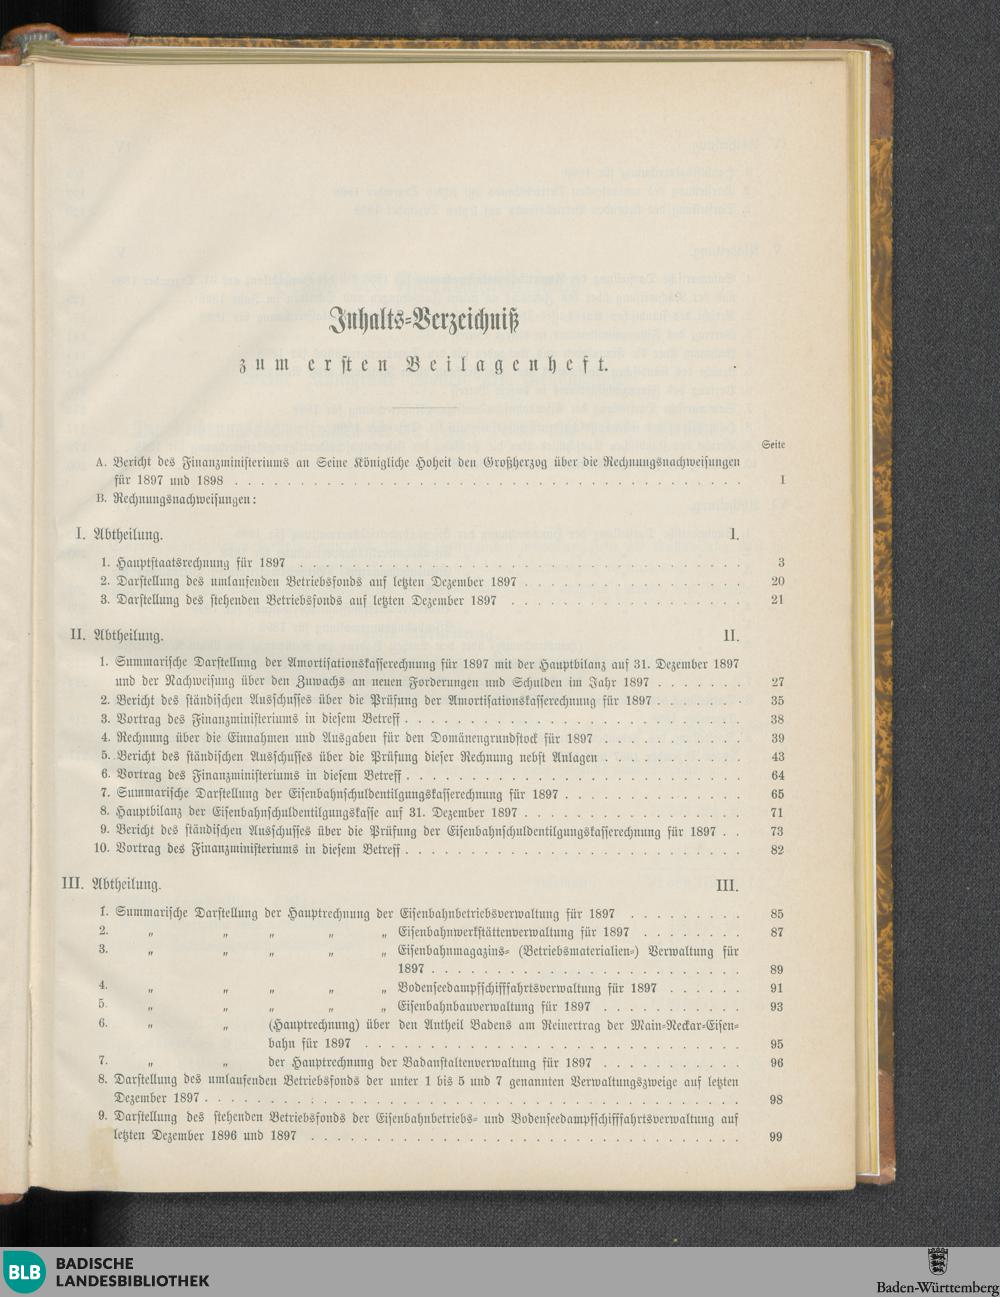 Inhalts-Verzeichniß
zum ersten Beilagenheft.
Seite
A. Bericht des Finanzministeriums an Seine Königliche Hoheit den Großherzog über die Rechnungsnachweisungen
für 1897 und 1898 . . . . . . . . . . . . . . . . . . . . I
B. Rechnungsnachweisungen:
I. Abtheilung. I.
1. Hauptstaatsrechnung für 1897 . . . . . . . . . . . . . . . . . . . . 3
2. Darstellung des umlaufenden Betriebsfonds auf letzten Dezember 1897 . . . . . . . . . . 20
3. Darstellung des stehenden Betriebsfonds auf letzten Dezember 1897 . . . . . . . . . . 21
II. Abtheilung. II.
1. Summarische Darstellung der Amortisationskasserechnung für 1897 mit der Hauptbilanz auf 31. Dezember 1897
und der Nachweisung über den Zuwachs an neuen Forderungen und Schulden im Jahr 1897 . . . . . . . 27
2. Bericht des ständischen Ausschusses über die Prüfung der Amortisationskasserechnung für 1897 . . . . . . . 35
3. Vortrag des Finanzministeriums in diesem Betreff . . . . . . . . . . . . . . . 38
4. Rechnung über die Einnahmen und Ausgaben für den Domänengrundstock für 1897 . . . . . . . . . . . 39
5. Bericht des ständischen Ausschusses über die Prüfung dieser Rechnung nebst Anlagen . . . . . . . . . . . 43
6. Vortrag des Finanzministeriums in diesem Betreff . . . . . . . . . . . . . . . 64
7. Summarische Darstellung der Eisenbahnschuldentilgungskasserechnung für 1897 . . . . . . . . . . . . . . 65
8. Hauptbilanz der Eisenbahnschuldentilgungskasse auf 31. Dezember 1897 . . . . . . . . . . . . . . . 71
9. Bericht des ständischen Ausschusses über die Prüfung der Eisenbahnschuldentilgungskasserechnung für 1897 . . 73
10. Vortrag des Finanzministeriums in diesem Betreff . . . . . . . . . . . . . . . 82
III. Abtheilung. III.
1. Summarische Darstellung der Hauptrechnung der Eisenbahnbetriebsverwaltung für 1897 . . . . . . . . . 85
2. „ „ „ „ „ Eisenbahnwerkstättenverwaltung für 1897 . . . . . . . . 87
3. „ „ „ „ „ Eisenbahnmagazins- (Betriebsmaterialien-) Verwaltung für
1897 . . . . . . . . . . . . . . . . . . . . 89
4. „ „ „ „ „ Bodenseedampfschifffahrtsverwaltung für 1897 . . . . . . 91
5. „ „ „ „ „ Eisenbahnbauverwaltung für 1897 . . . . . . . . . . . 93
6. „ „ (Hauptrechnung) über den Antheil Badens am Reinertrag der Main-Neckar-Eisen-
bahn für 1897 . . . . . . . . . . . . . . . . . . . . 95
7. „ „ der Hauptrechnung der Badanstaltenverwaltung für 1897 . . . . . . . . . . . 96
8. Darstellung des umlaufenden Betriebsfonds der unter 1 bis 5 und 7 genannten Verwaltungszweige auf letzten
Dezember 1897 . . . . . . . . . . . . . . . . . . . . 98
9. Darstellung des stehenden Betriebsfonds der Eisenbahnbetriebs- und Bodenseedampfschifffahrtsverwaltung auf
letzten Dezember 1896 und 1897 . . . . . . . . . . . . . . . . . . . . 99
BLB BADISCHE
LANDESBIBLIOTHEK
Baden-Württemberg